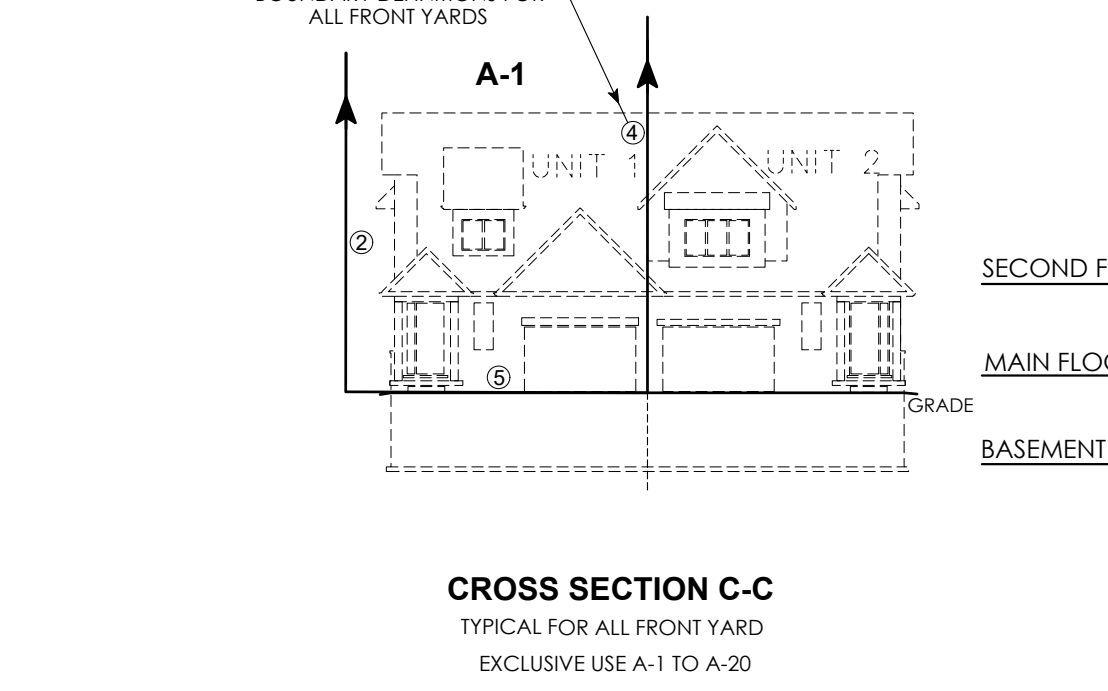 ALL FRONT YARDS
A-1
④
UNIT 1
UNIT 2
②
SECOND F
MAIN FLOO
⑤
GRADE
BASEMENT
CROSS SECTION C-C
TYPICAL FOR ALL FRONT YARD
EXCLUSIVE USE A-1 TO A-20